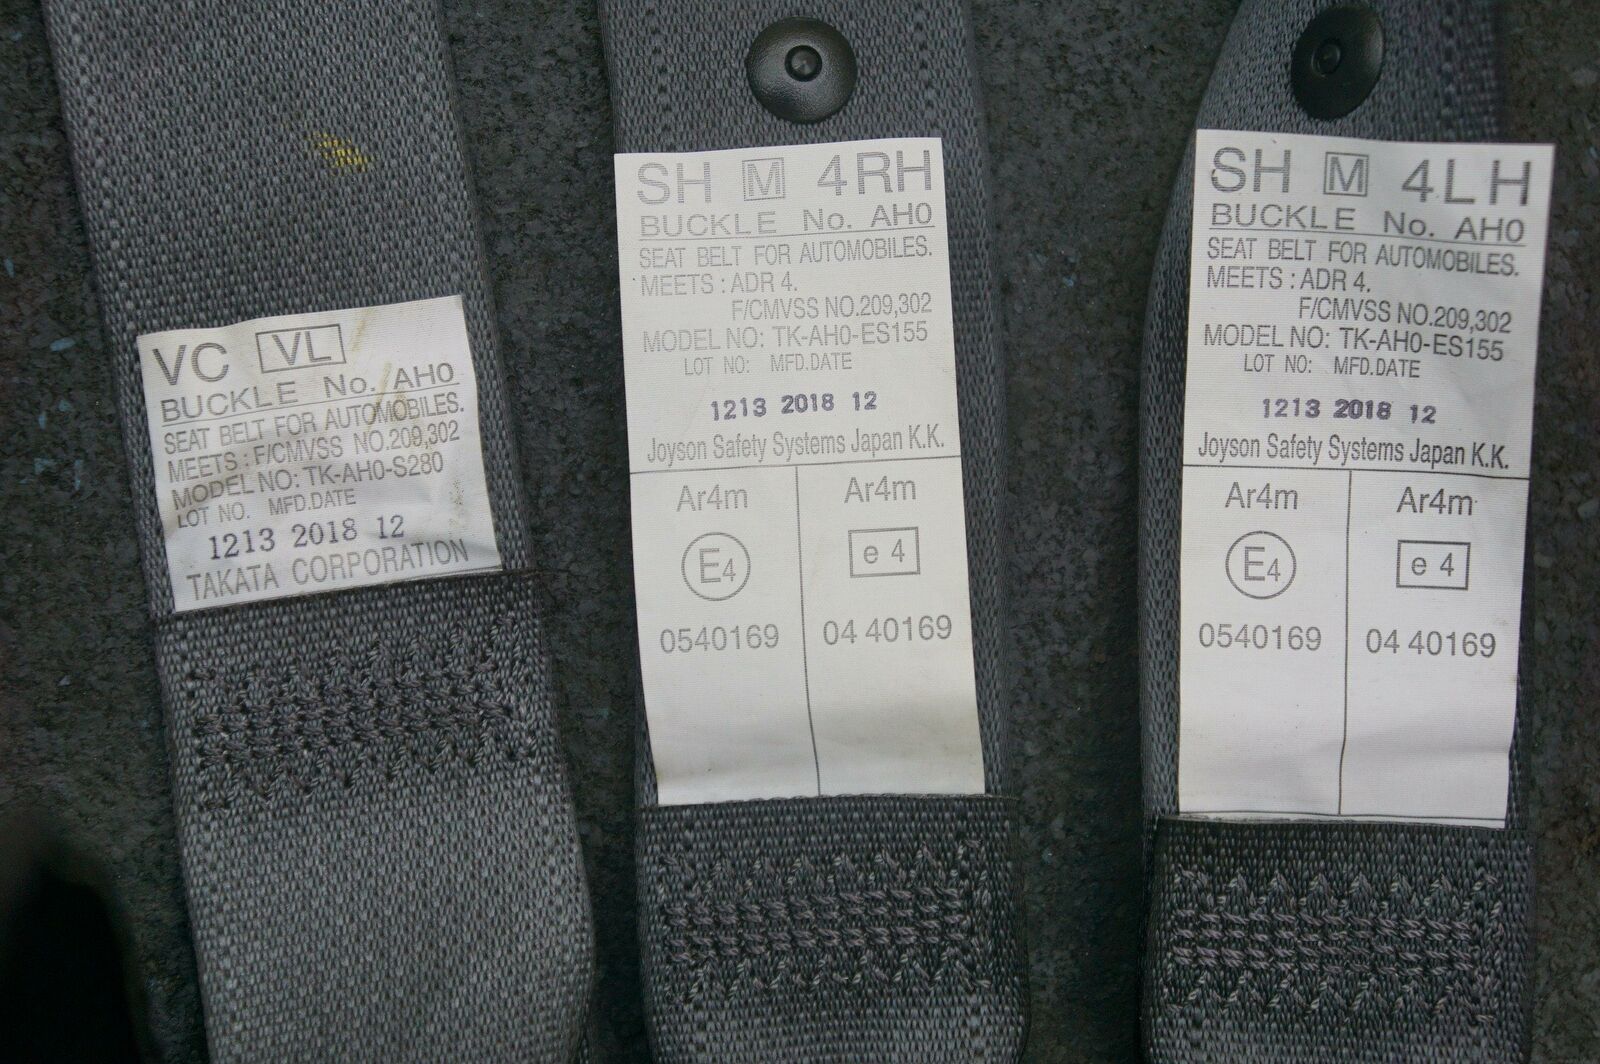 VC VL
BUCKLE No. AH0
SEAT BELT FOR AUTOMOBILES.
MEETS : F/CMVSS NO.209,302
MODEL NO: TK-AH0-S280
LOT NO. MFD.DATE
1213 2018 12
TAKATA CORPORATION
SH M 4RH
BUCKLE No. AH0
SEAT BELT FOR AUTOMOBILES.
MEETS : ADR 4.
F/CMVSS NO.209,302
MODEL NO: TK-AH0-ES155
LOT NO: MFD.DATE
1213 2018 12
Joyson Safety Systems Japan K.K.
Ar4m Ar4m
E4 e 4
0540169 04 40169
SH M 4LH
BUCKLE No. AH0
SEAT BELT FOR AUTOMOBILES.
MEETS : ADR 4.
F/CMVSS NO.209,302
MODEL NO: TK-AH0-ES155
LOT NO: MFD.DATE
1213 2018 12
Joyson Safety Systems Japan K.K.
Ar4m Ar4m
E4 e 4
0540169 04 40169